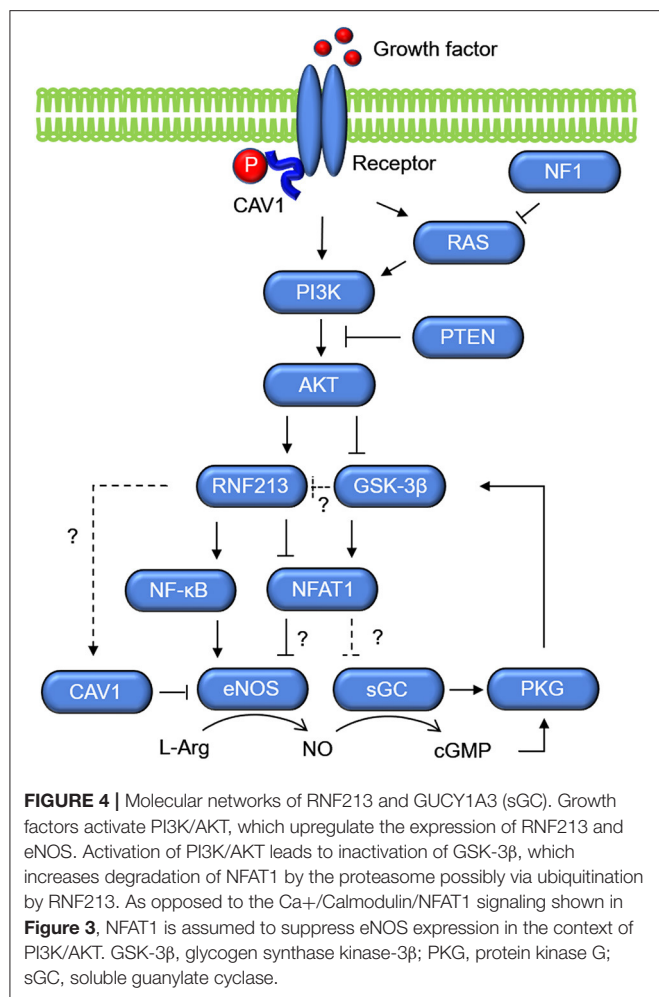 Growth factor
P
Receptor
CAV1
NF1
RAS
PI3K
PTEN
AKT
RNF213
GSK-3β
?
?
NF-κB
NFAT1
?
?
CAV1
eNOS
sGC
PKG
L-Arg
NO
cGMP
FIGURE 4 | Molecular networks of RNF213 and GUCY1A3 (sGC). Growth
factors activate PI3K/AKT, which upregulate the expression of RNF213 and
eNOS. Activation of PI3K/AKT leads to inactivation of GSK-3β, which
increases degradation of NFAT1 by the proteasome possibly via ubiquitination
by RNF213. As opposed to the Ca+/Calmodulin/NFAT1 signaling shown in
Figure 3, NFAT1 is assumed to suppress eNOS expression in the context of
PI3K/AKT. GSK-3β, glycogen synthase kinase-3β; PKG, protein kinase G;
sGC, soluble guanylate cyclase.